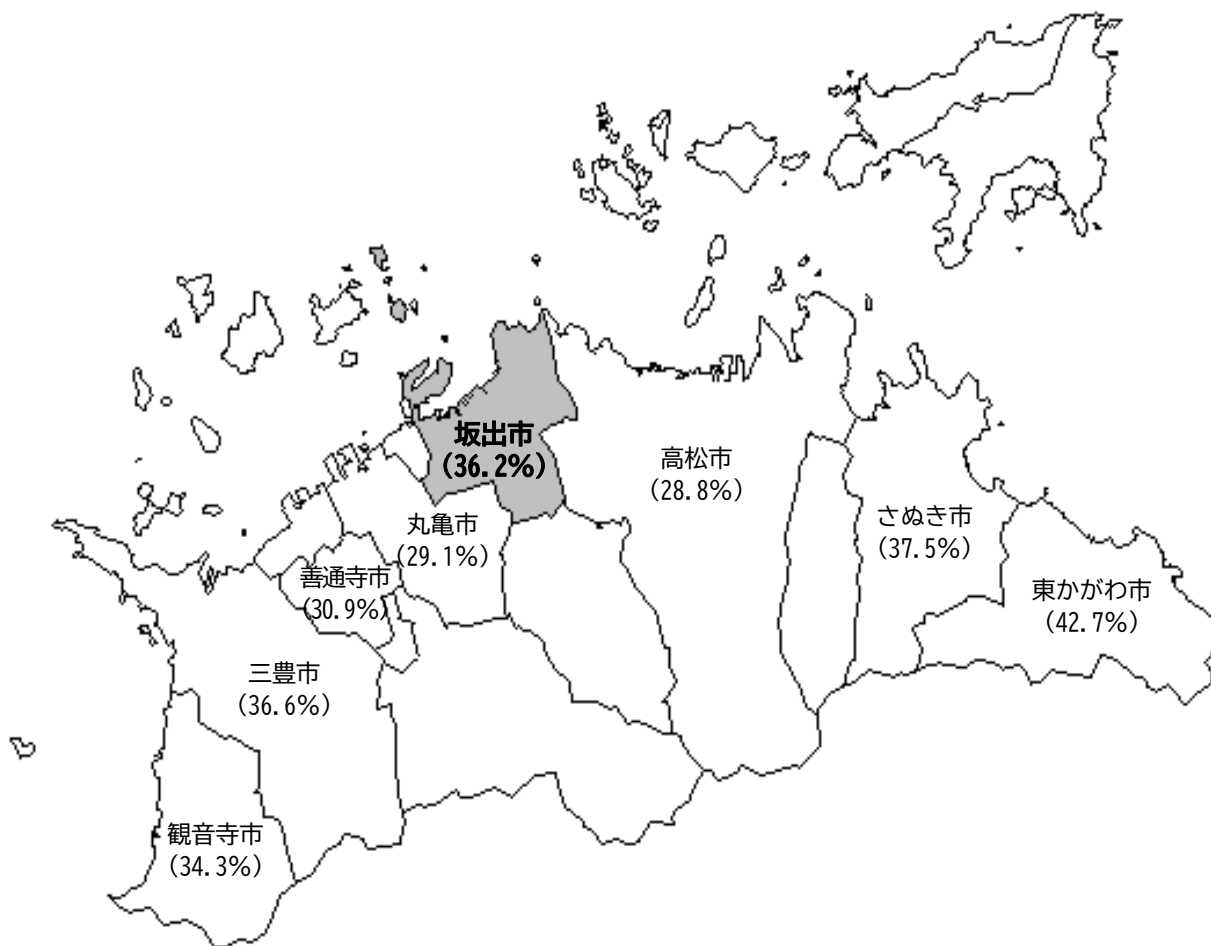 坂出市
(36.2%)
高松市
(28.8%)
丸亀市
(29.1%)
さぬき市
(37.5%)
善通寺市
(30.9%)
東かがわ市
(42.7%)
三豊市
(36.6%)
観音寺市
(34.3%)